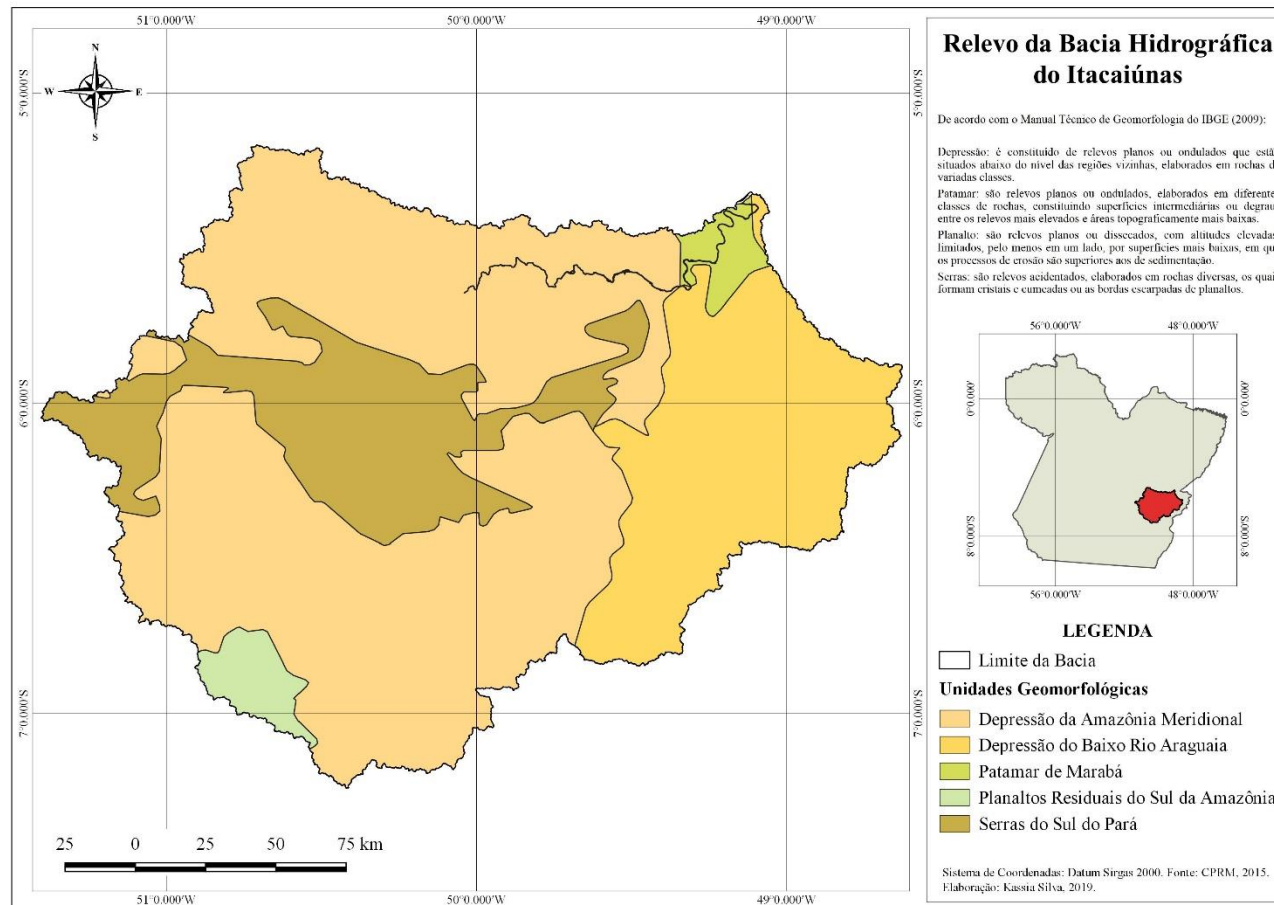 51°0.000'W 50°0.000'W 49°0.000'W
N
W E
S
5°0.000'S 5°0.000'S
6°0.000'S 6°0.000'S
7°0.000'S 7°0.000'S
25 0 25 50 75 km
51°0.000'W 50°0.000'W 49°0.000'W
Relevo da Bacia Hidrográfica
do Itacaiúnas
De acordo com o Manual Técnico de Geomorfologia do IBGE (2009):
Depressão: é constituído de relevos planos ou ondulados que estã
situados abaixo do nível das regiões vizinhas, elaborados em rochas d
variadas classes.
Patamar: são relevos planos ou ondulados, elaborados em diferente
classes de rochas, constituindo superfícies intermediárias ou degrau
entre os relevos mais elevados e áreas topograficamente mais baixas.
Planalto: são relevos planos ou dissecados, com altitudes elevadas
limitados, pelo menos em um lado, por superfícies mais baixas, em qu
os processos de erosão são superiores aos de sedimentação.
Serras: são relevos acidentados, elaborados em rochas diversas, os quai
formam cristais e cumeadas ou as bordas escarpadas de planaltos.
56°0.000'W 48°0.000'W
0°0.000' 0°0.000'
8°0.000'S 8°0.000'S
56°0.000'W 48°0.000'W
LEGENDA
Limite da Bacia
Unidades Geomorfológicas
Depressão da Amazônia Meridional
Depressão do Baixo Rio Araguaia
Patamar de Marabá
Planaltos Residuais do Sul da Amazônia
Serras do Sul do Pará
Sistema de Coordenadas: Datum Sirgas 2000. Fonte: CPRM, 2015.
Elaboração: Kassia Silva, 2019.